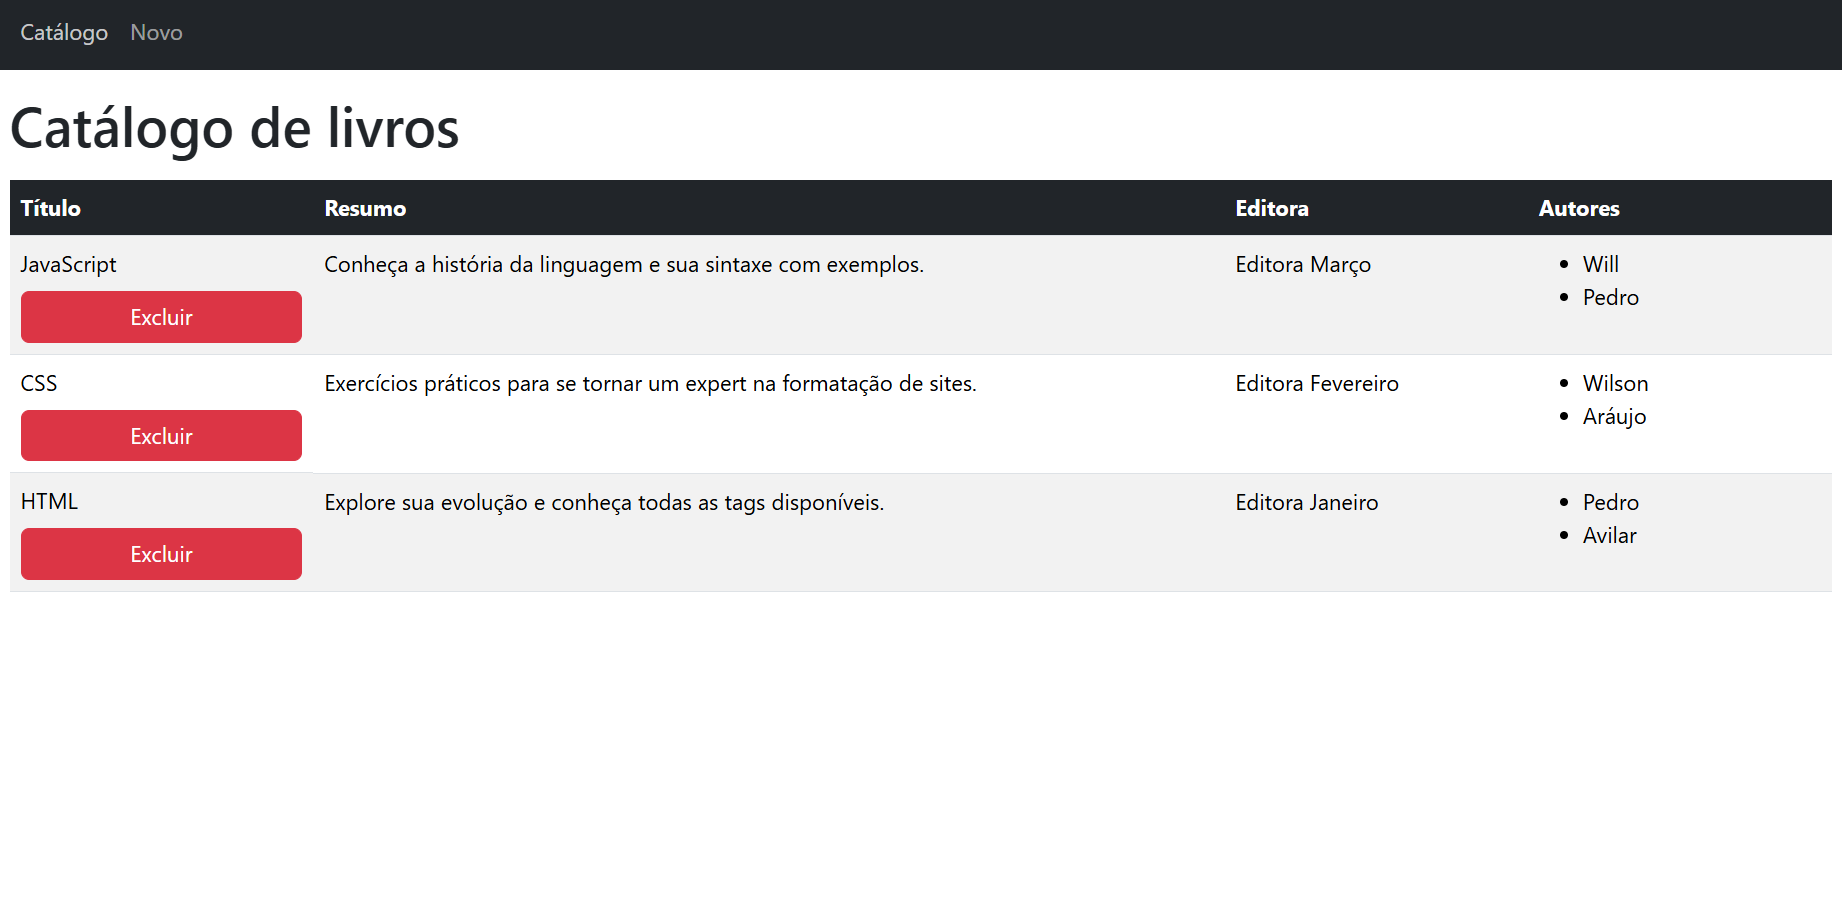 Catálogo Novo
Catálogo de livros
Título Resumo Editora Autores
JavaScript Conheça a história da linguagem e sua sintaxe com exemplos. Editora Março Will
Pedro
Excluir
CSS Exercícios práticos para se tornar um expert na formatação de sites. Editora Fevereiro Wilson
Aráujo
Excluir
HTML Explore sua evolução e conheça todas as tags disponíveis. Editora Janeiro Pedro
Avilar
Excluir